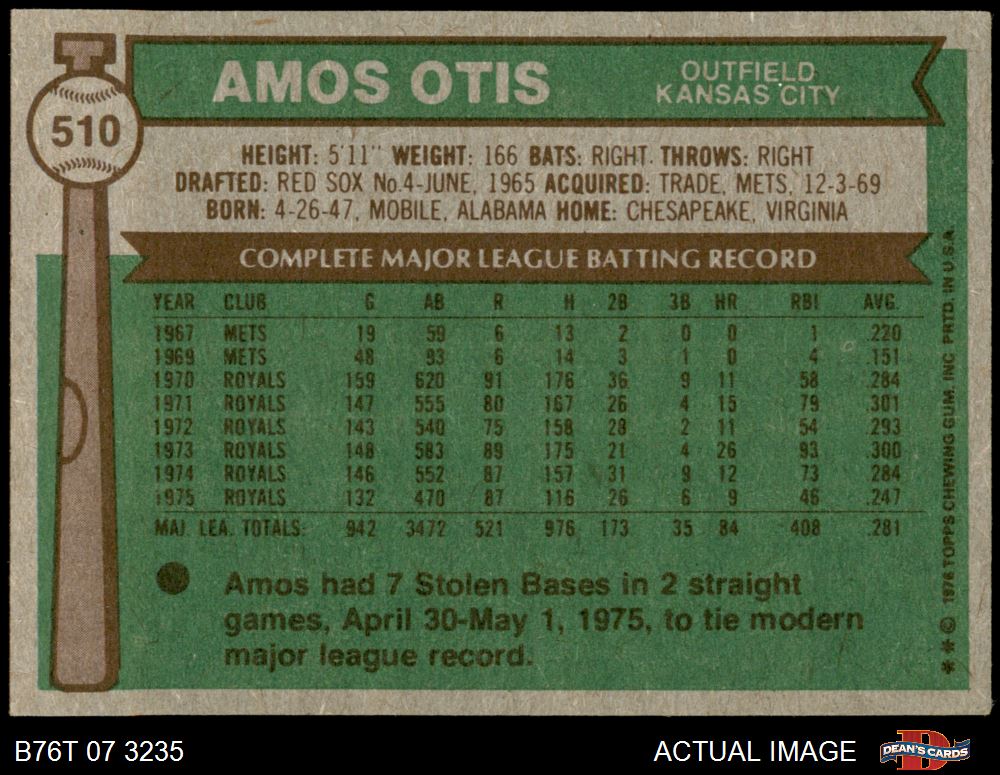 510
AMOS OTIS
OUTFIELD
KANSAS CITY
HEIGHT: 5'11" WEIGHT: 166 BATS: RIGHT THROWS: RIGHT
DRAFTED: RED SOX No.4-JUNE, 1965 ACQUIRED: TRADE, METS, 12-3-69
BORN: 4-26-47, MOBILE, ALABAMA HOME: CHESAPEAKE, VIRGINIA
COMPLETE MAJOR LEAGUE BATTING RECORD
YEAR CLUB G AB R H 2B 3B HR RBI AVG.
1967 METS 19 59 6 13 2 0 0 1 .220
1969 METS 48 93 6 14 3 1 0 4 .151
1970 ROYALS 159 620 91 176 36 9 11 58 .284
1971 ROYALS 147 555 80 167 26 4 15 79 .301
1972 ROYALS 143 540 75 158 28 2 11 54 .293
1973 ROYALS 148 583 89 175 21 4 26 93 .300
1974 ROYALS 146 552 87 157 31 9 12 73 .284
1975 ROYALS 132 470 87 116 26 6 9 46 .247
MAJ. LEA. TOTALS 942 3472 521 976 173 35 84 408 .281
Amos had 7 Stolen Bases in 2 straight
games, April 30-May 1, 1975, to tie modern
major league record.
** © 1976 TOPPS CHEWING GUM, INC. PRTD. IN U.S.A.
B76T 07 3235
ACTUAL IMAGE
DEAN'S CARDS